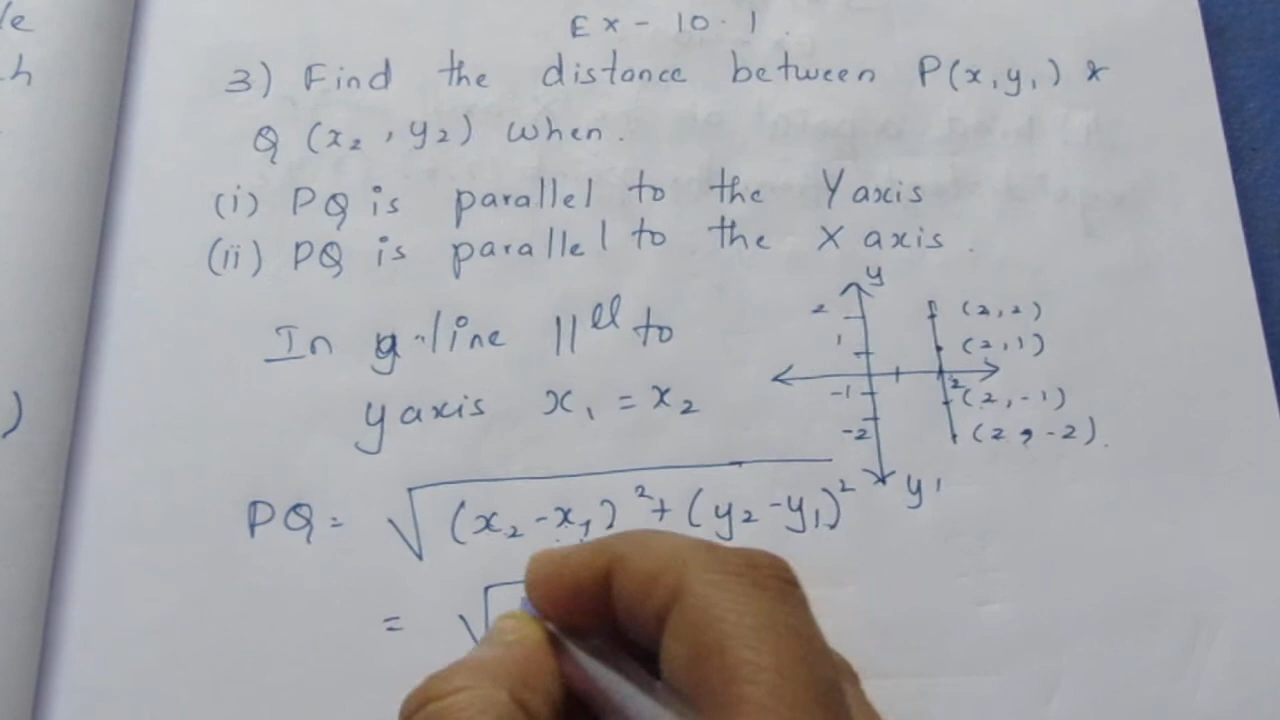 Ex - 10.1.
3) Find the distance between P(x, y₁) &
Q (x₂, y₂) when.
(i) PQ is parallel to the Y axis
(ii) PQ is parallel to the X axis.
In a line ||ˡˡ to
y axis x₁ = x₂
y
2
1
-1
-2
2
(2,2)
(2,1)
(2,-1)
(2,-2).
y₁
PQ = √(x₂ - x₁)² + (y₂ - y₁)²
= √